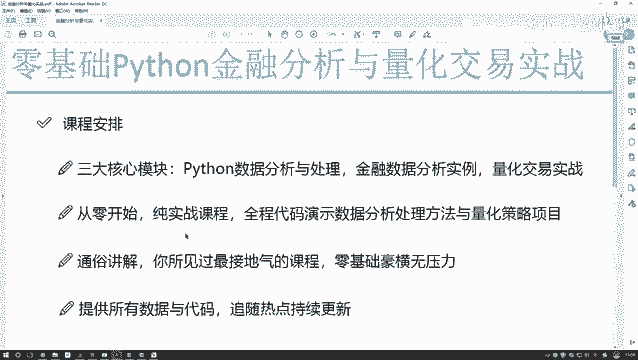 零基础Python金融分析与量化交易实战
课程安排
三大核心模块：Python数据分析与处理，金融数据分析实例，量化交易实战
从零开始，纯实战课程，全程代码演示数据分析处理方法与量化策略项目
通俗讲解，你所见过最接地气的课程，零基础豪横无压力
提供所有数据与代码，追随热点持续更新